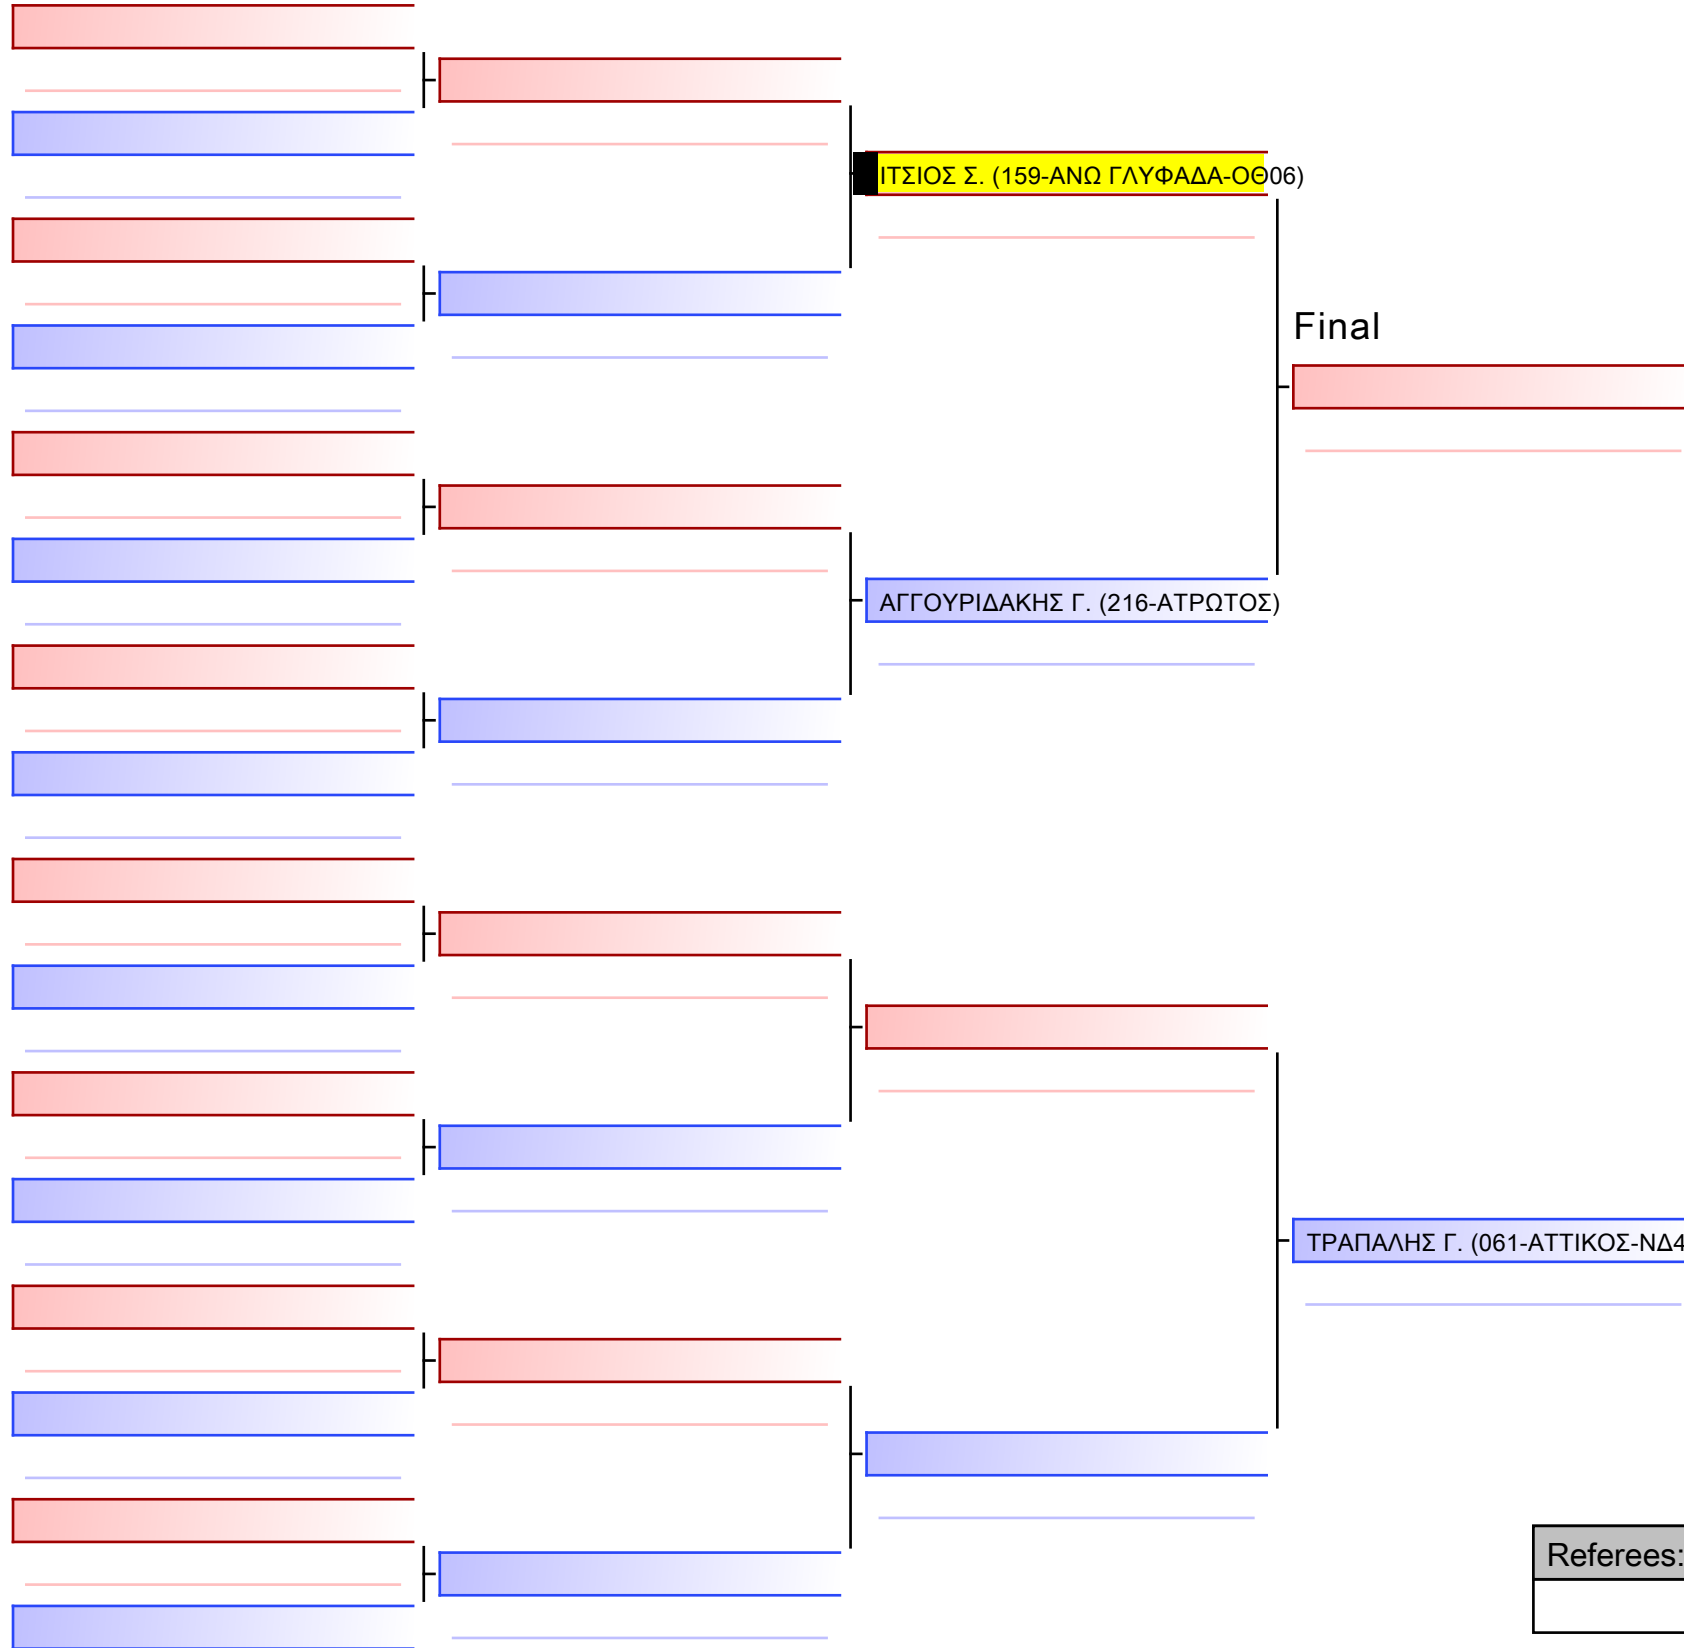 ΙΤΣΙΟΣ Σ. (159-ΑΝΩ ΓΛΥΦΑΔΑ-ΟΘ06)
Final
ΑΓΓΟΥΡΙΔΑΚΗΣ Γ. (216-ΑΤΡΩΤΟΣ)
ΤΡΑΠΑΛΗΣ Γ. (061-ΑΤΤΙΚΟΣ-ΝΔ4
Referees: